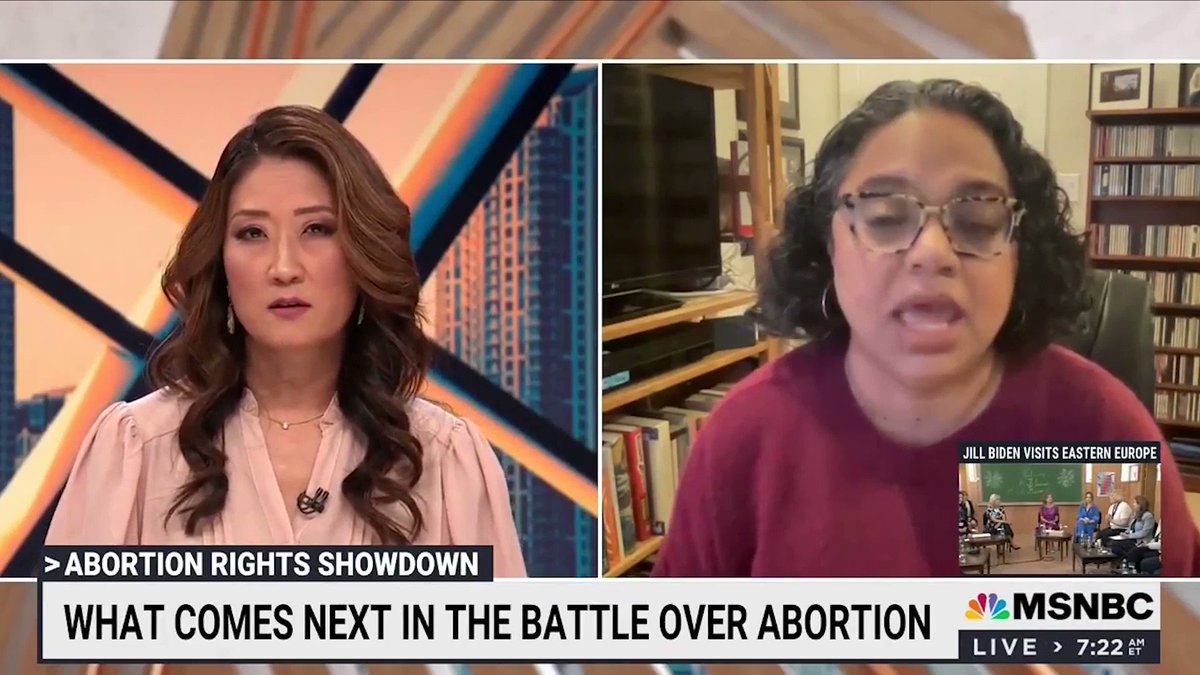 JILL BIDEN VISITS EASTERN EUROPE
> ABORTION RIGHTS SHOWDOWN
WHAT COMES NEXT IN THE BATTLE OVER ABORTION
MSNBC
LIVE > 7:22 AM ET